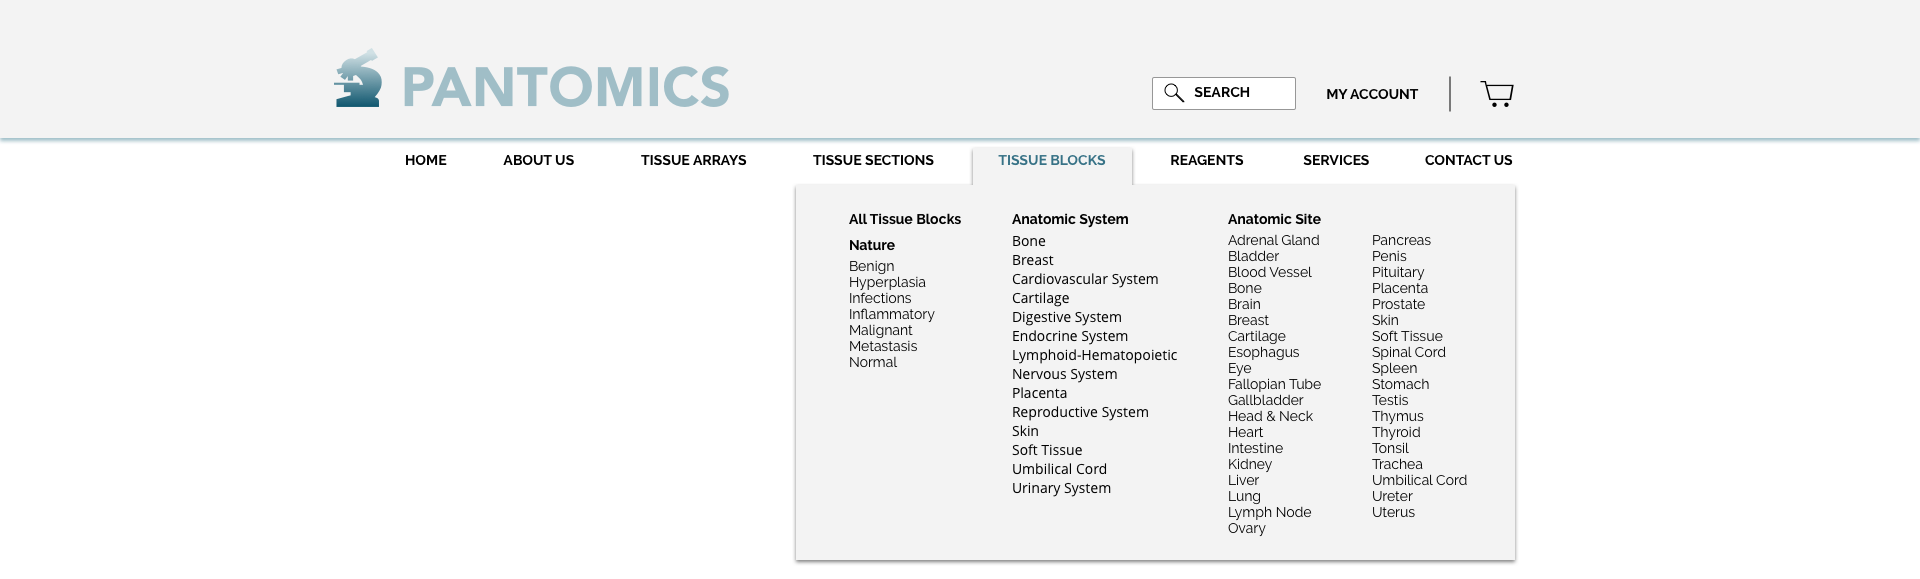 PANTOMICS
SEARCH
MY ACCOUNT
HOME
ABOUT US
TISSUE ARRAYS
TISSUE SECTIONS
TISSUE BLOCKS
REAGENTS
SERVICES
CONTACT US
All Tissue Blocks
Nature
Benign
Hyperplasia
Infections
Inflammatory
Malignant
Metastasis
Normal
Anatomic System
Bone
Breast
Cardiovascular System
Cartilage
Digestive System
Endocrine System
Lymphoid-Hematopoietic
Nervous System
Placenta
Reproductive System
Skin
Soft Tissue
Umbilical Cord
Urinary System
Anatomic Site
Adrenal Gland
Bladder
Blood Vessel
Bone
Brain
Breast
Cartilage
Esophagus
Eye
Fallopian Tube
Gallbladder
Head & Neck
Heart
Intestine
Kidney
Liver
Lung
Lymph Node
Ovary
Pancreas
Penis
Pituitary
Placenta
Prostate
Skin
Soft Tissue
Spinal Cord
Spleen
Stomach
Testis
Thymus
Thyroid
Tonsil
Trachea
Umbilical Cord
Ureter
Uterus